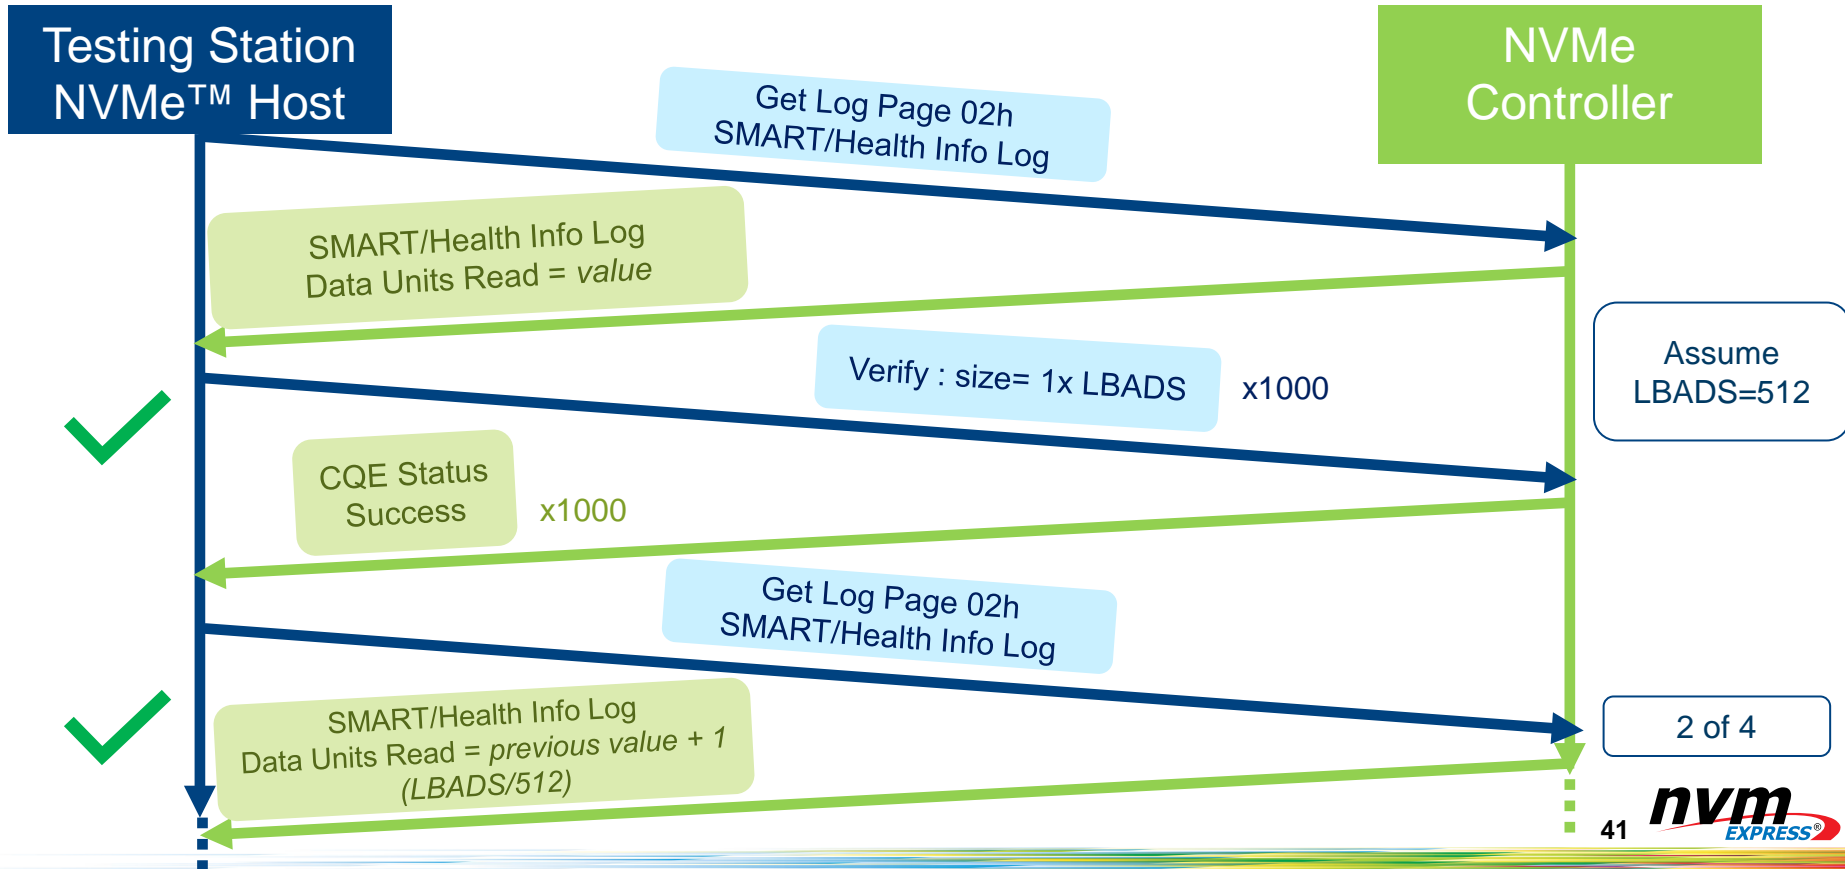 Testing Station
NVMe™ Host
NVMe
Controller
Get Log Page 02h
SMART/Health Info Log
SMART/Health Info Log
Data Units Read = value
Assume
LBADS=512
Verify : size= 1x LBADS
x1000
CQE Status
Success
x1000
Get Log Page 02h
SMART/Health Info Log
SMART/Health Info Log
Data Units Read = previous value + 1
(LBADS/512)
2 of 4
41
nvm
EXPRESS®